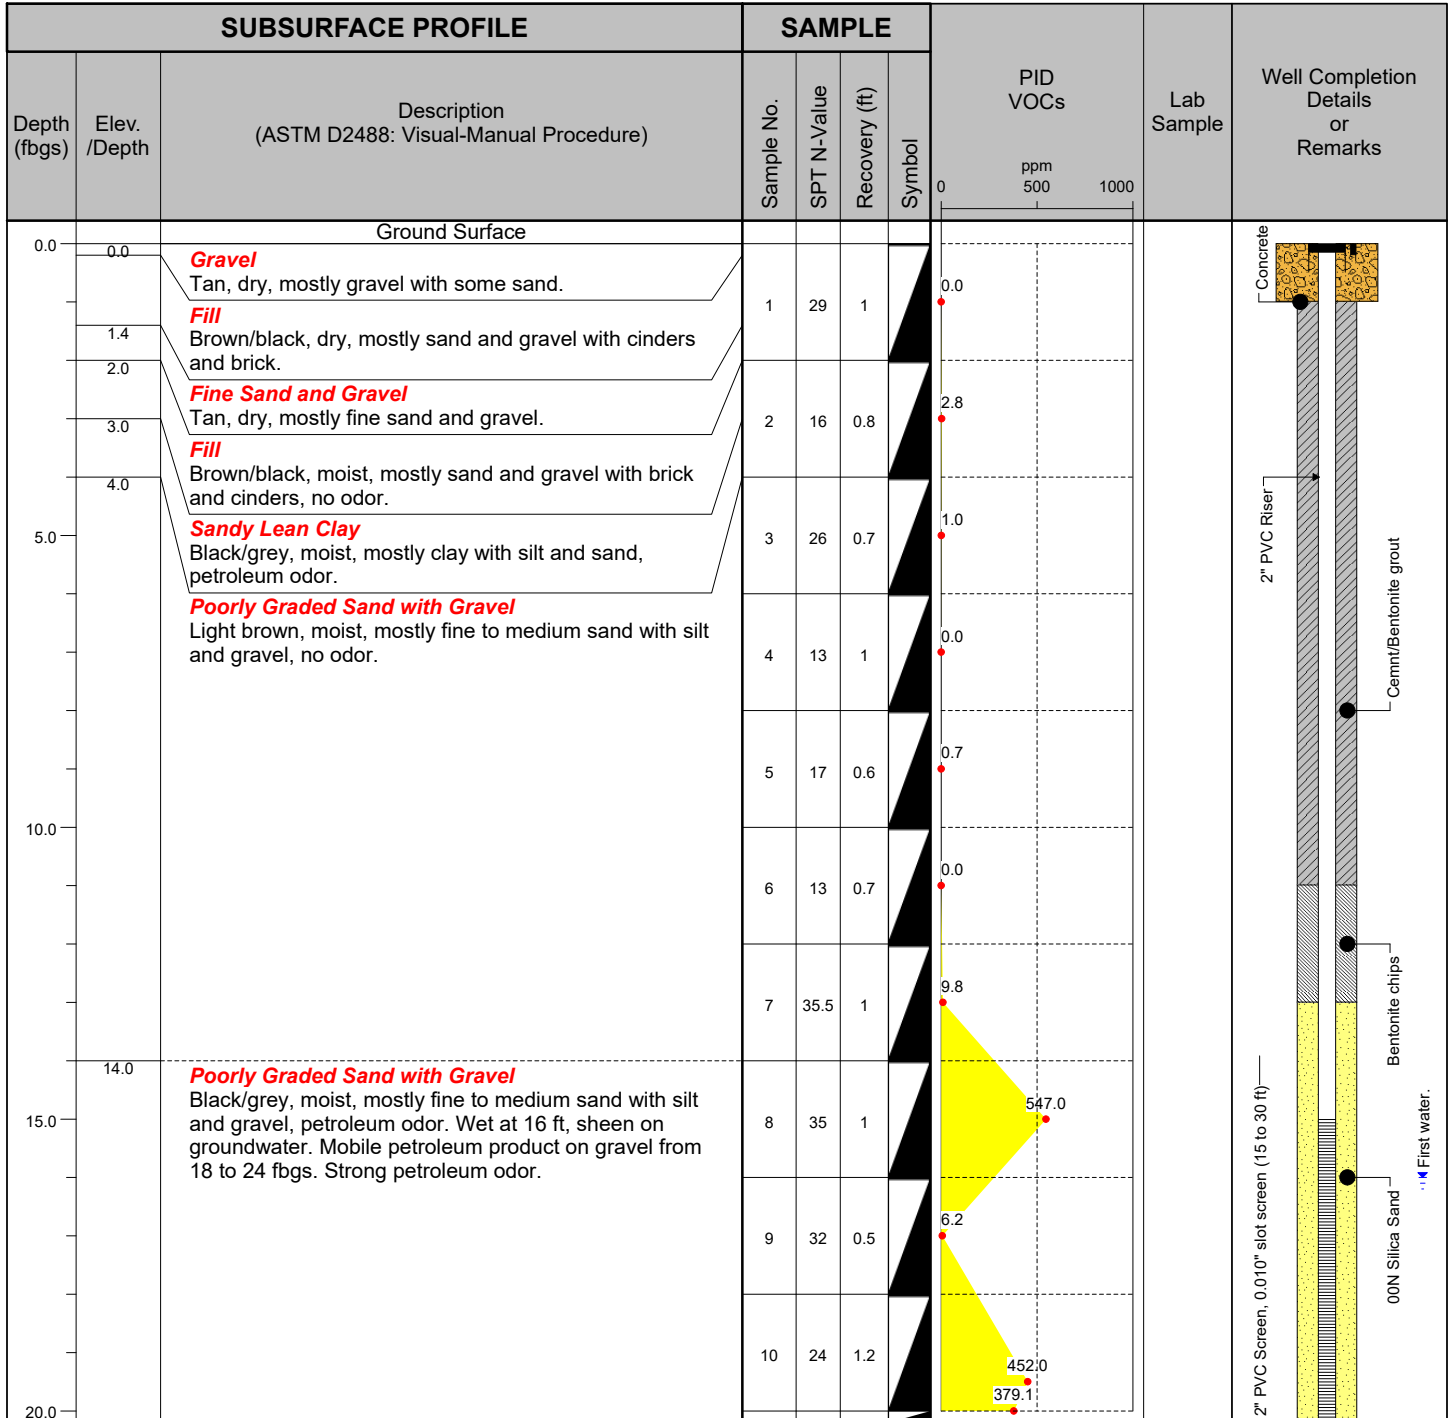 SUBSURFACE PROFILE
SAMPLE
Depth
(fbgs)
Elev.
/Depth
Description
(ASTM D2488: Visual-Manual Procedure)
Sample No.
SPT N-Value
Recovery (ft)
Symbol
PID
VOCs
ppm
0 500 1000
Lab
Sample
Well Completion
Details
or
Remarks
Ground Surface
0.0
0.0
Gravel
Tan, dry, mostly gravel with some sand.
Fill
1.4
Brown/black, dry, mostly sand and gravel with cinders
and brick.
2.0
Fine Sand and Gravel
Tan, dry, mostly fine sand and gravel.
3.0
Fill
Brown/black, moist, mostly sand and gravel with brick
and cinders, no odor.
4.0
Sandy Lean Clay
5.0
Black/grey, moist, mostly clay with silt and sand,
petroleum odor.
Poorly Graded Sand with Gravel
Light brown, moist, mostly fine to medium sand with silt
and gravel, no odor.
10.0
14.0
Poorly Graded Sand with Gravel
Black/grey, moist, mostly fine to medium sand with silt
15.0
and gravel, petroleum odor. Wet at 16 ft, sheen on
groundwater. Mobile petroleum product on gravel from
18 to 24 fbgs. Strong petroleum odor.
20.0
1 29 1 0.0
2 16 0.8 2.8
3 26 0.7 1.0
4 13 1 0.0
5 17 0.6 0.7
6 13 0.7 0.0
7 35.5 1 9.8
8 35 1 547.0
9 32 0.5 6.2
10 24 1.2 452.0
379.1
Concrete
2" PVC Riser
Cemnt/Bentonite grout
Bentonite chips
2" PVC Screen, 0.010" slot screen (15 to 30 ft)
00N Silica Sand
First water.